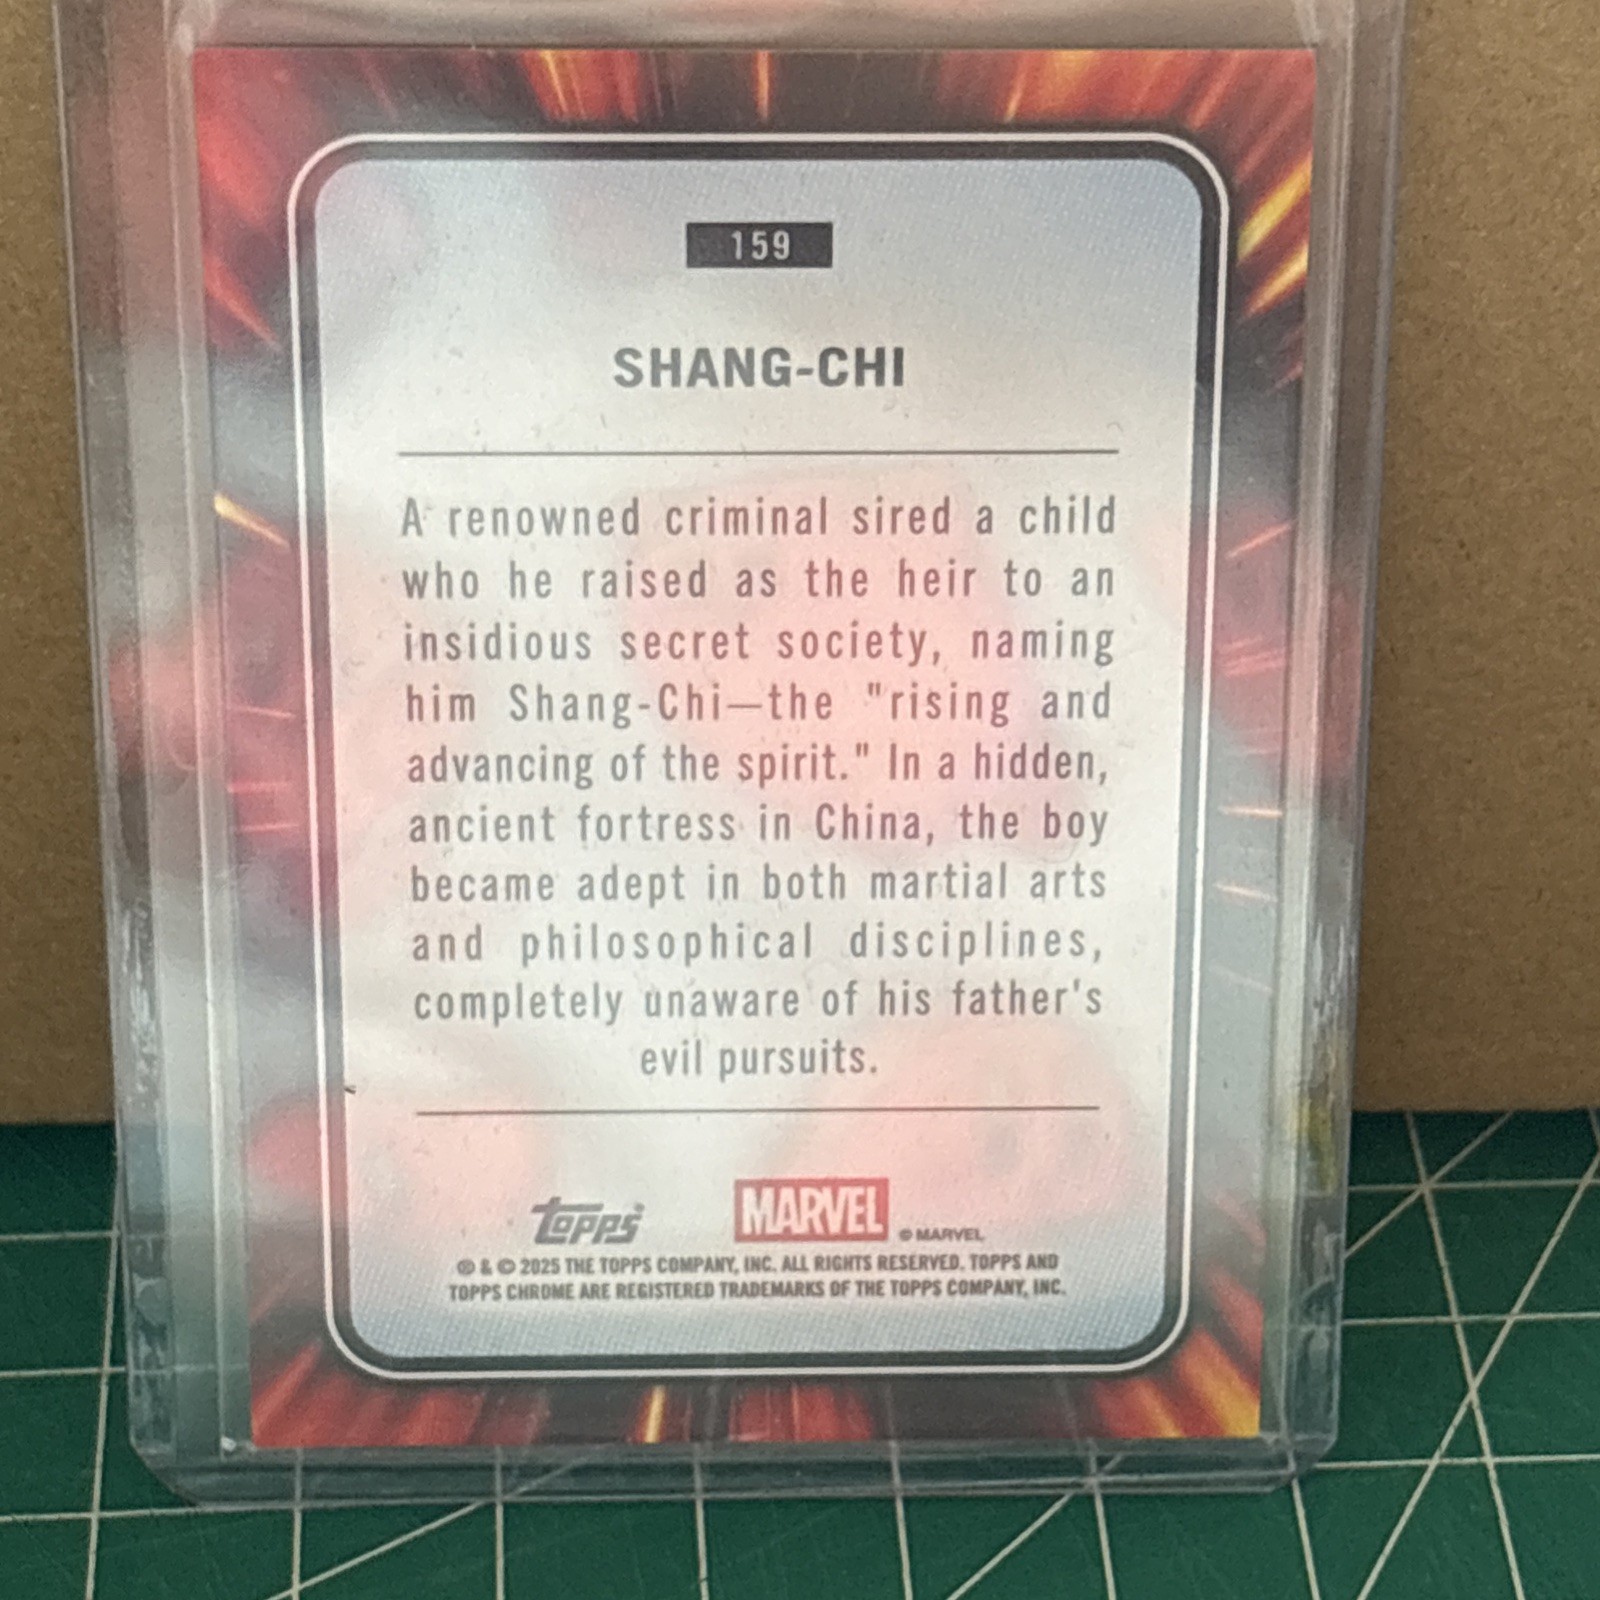 159
SHANG-CHI
A renowned criminal sired a child
who he raised as the heir to an
insidious secret society, naming
him Shang-Chi—the "rising and
advancing of the spirit." In a hidden,
ancient fortress in China, the boy
became adept in both martial arts
and philosophical disciplines,
completely unaware of his father's
evil pursuits.
topps MARVEL © MARVEL
® & © 2025 THE TOPPS COMPANY, INC. ALL RIGHTS RESERVED. TOPPS AND
TOPPS CHROME ARE REGISTERED TRADEMARKS OF THE TOPPS COMPANY, INC.